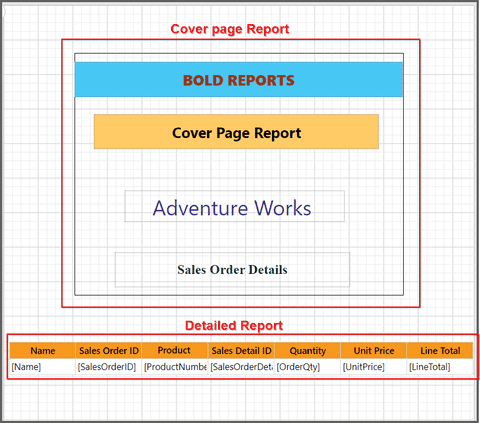 Cover page Report
BOLD REPORTS
Cover Page Report
Adventure Works
Sales Order Details
Detailed Report
Name Sales Order ID Product Sales Detail ID Quantity Unit Price Line Total
[Name] [SalesOrderID] [ProductNumbe [SalesOrderDeta [OrderQty] [UnitPrice] [LineTotal]